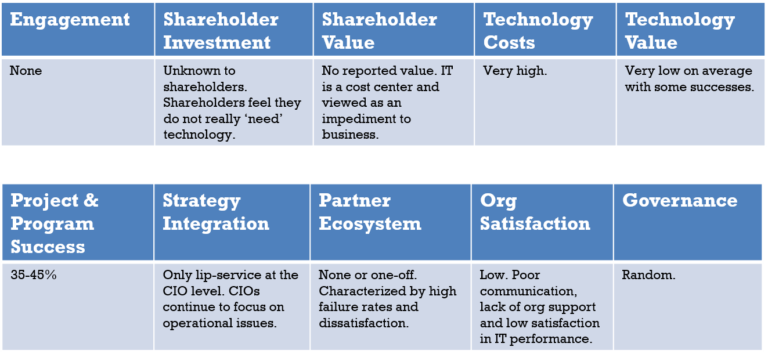 Engagement
Shareholder
Investment
Shareholder
Value
Technology
Costs
Technology
Value
None
Unknown to
shareholders.
Shareholders feel they
do not really ‘need’
technology.
No reported value. IT
is a cost center and
viewed as an
impediment to
business.
Very high.
Very low on average
with some successes.
Project &
Program
Success
Strategy
Integration
Partner
Ecosystem
Org
Satisfaction
Governance
35-45%
Only lip-service at the
CIO level. CIOs
continue to focus on
operational issues.
None or one-off.
Characterized by high
failure rates and
dissatisfaction.
Low. Poor
communication,
lack of org support
and low satisfaction
in IT performance.
Random.